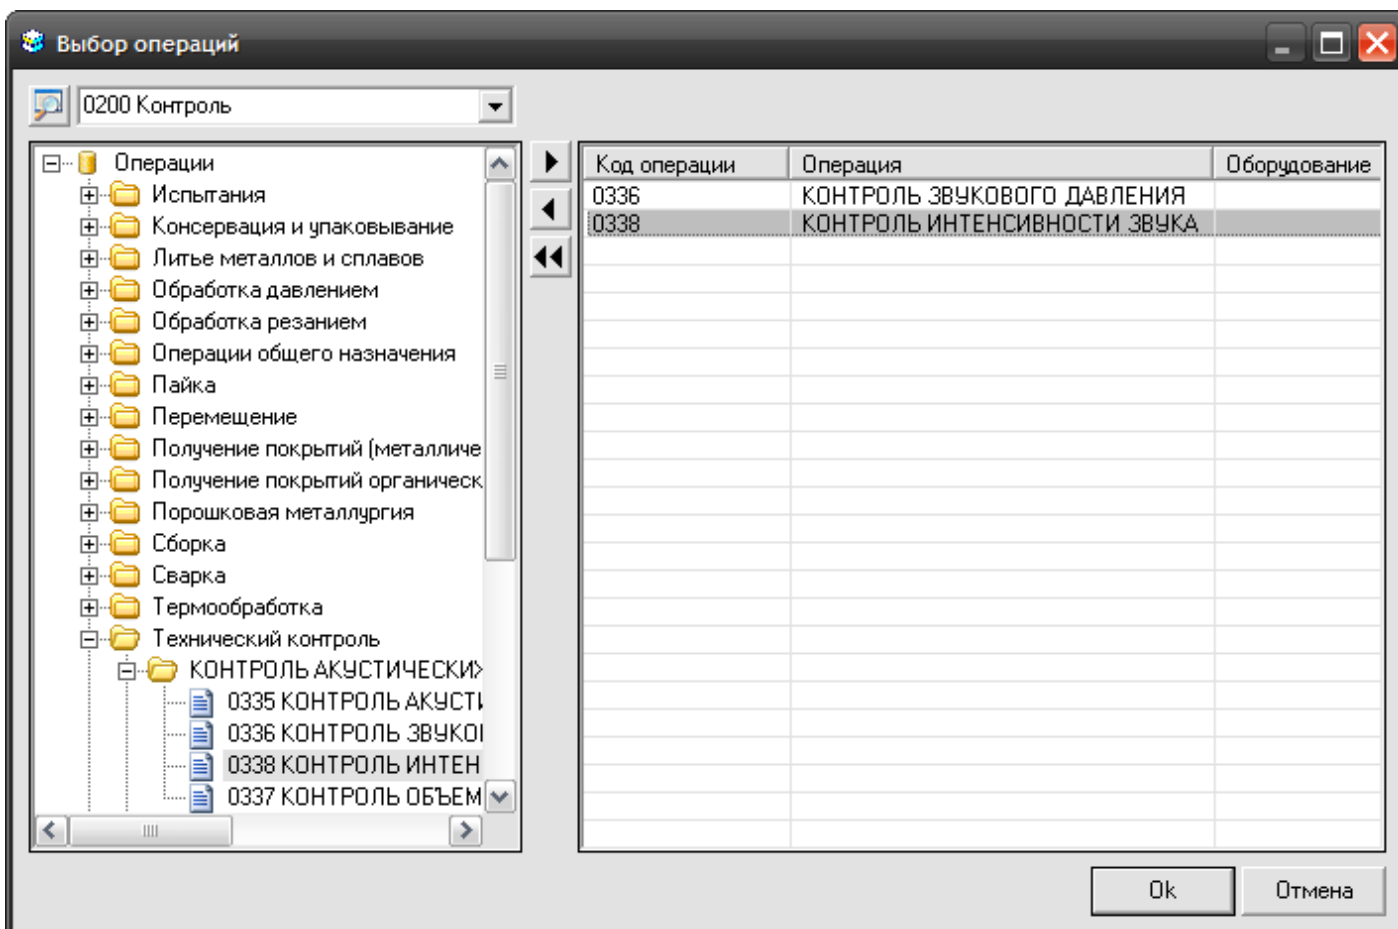 Выбор операций
0200 Контроль
Операции
Испытания
Консервация и упаковывание
Литье металлов и сплавов
Обработка давлением
Обработка резанием
Операции общего назначения
Пайка
Перемещение
Получение покрытий (металличе
Получение покрытий органическ
Порошковая металлургия
Сборка
Сварка
Термообработка
Технический контроль
КОНТРОЛЬ АКУСТИЧЕСКИХ
0335 КОНТРОЛЬ АКУСТИ
0336 КОНТРОЛЬ ЗВУКОВ
0338 КОНТРОЛЬ ИНТЕН
0337 КОНТРОЛЬ ОБЪЕМ
Код операции Операция Оборудование
0336 КОНТРОЛЬ ЗВУКОВОГО ДАВЛЕНИЯ
0338 КОНТРОЛЬ ИНТЕНСИВНОСТИ ЗВУКА
Ok Отмена